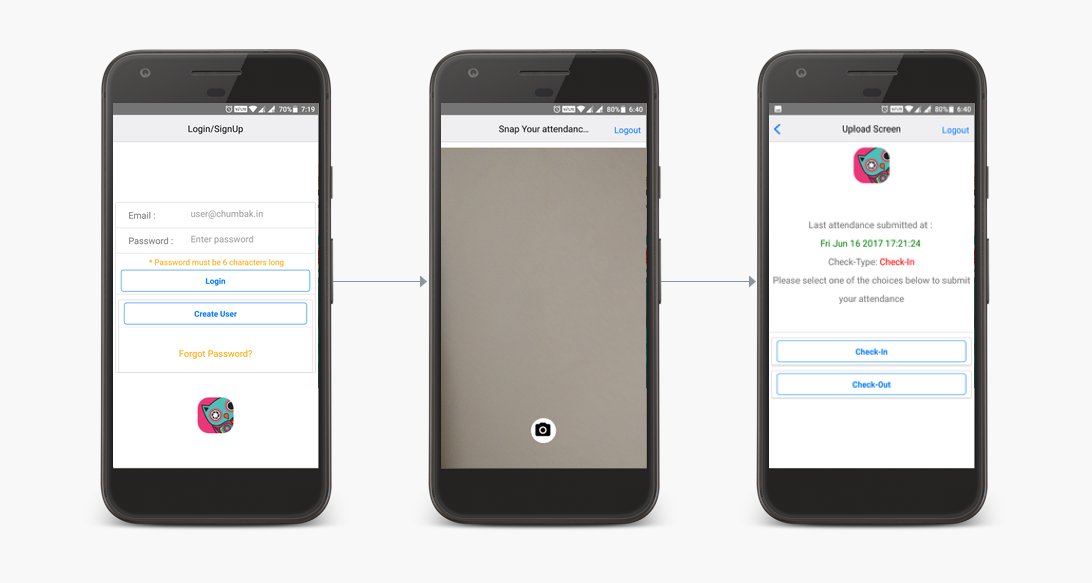 70% 7:19
Login/SignUp
Email :
user@chumbak.in
Password :
Enter password
* Password must be 6 characters long
Login
Create User
Forgot Password?
80% 6:40
Snap Your attendanc...
Logout
80% 6:40
Upload Screen
Logout
Last attendance submitted at :
Fri Jun 16 2017 17:21:24
Check-Type: Check-In
Please select one of the choices below to submit
your attendance
Check-In
Check-Out